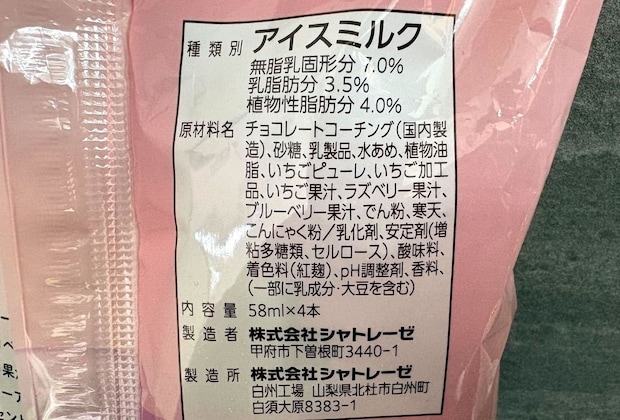 種類別 アイスミルク
無脂乳固形分 7.0%
乳脂肪分 3.5%
植物性脂肪分 4.0%
原材料名 チョコレートコーチング(国内製
造)、砂糖、乳製品、水あめ、植物油
脂、いちごピューレ、いちご加工
品、いちご果汁、ラズベリー果汁、
ブルーベリー果汁、でん粉、寒天、
こんにゃく粉/乳化剤、安定剤(増
粘多糖類、セルロース)、酸味料、
着色料(紅麹)、pH調整剤、香料、
(一部に乳成分・大豆を含む)
内容量 58ml×4本
製造者 株式会社シャトレーゼ
甲府市下曽根町3440-1
製造所 株式会社シャトレーゼ
白州工場 山梨県北杜市白州町
白須大原8383-1